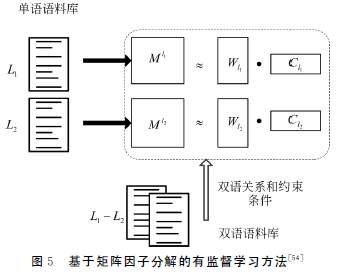 单语语料库
L₁
M^{l₁} ≈ W_{l₁} • C_{l₁}
L₂
M^{l₂} ≈ W_{l₂} • C_{l₂}
L₁－L₂
双语关系和约束
条件
双语语料库
图 5 基于矩阵因子分解的有监督学习方法[54]